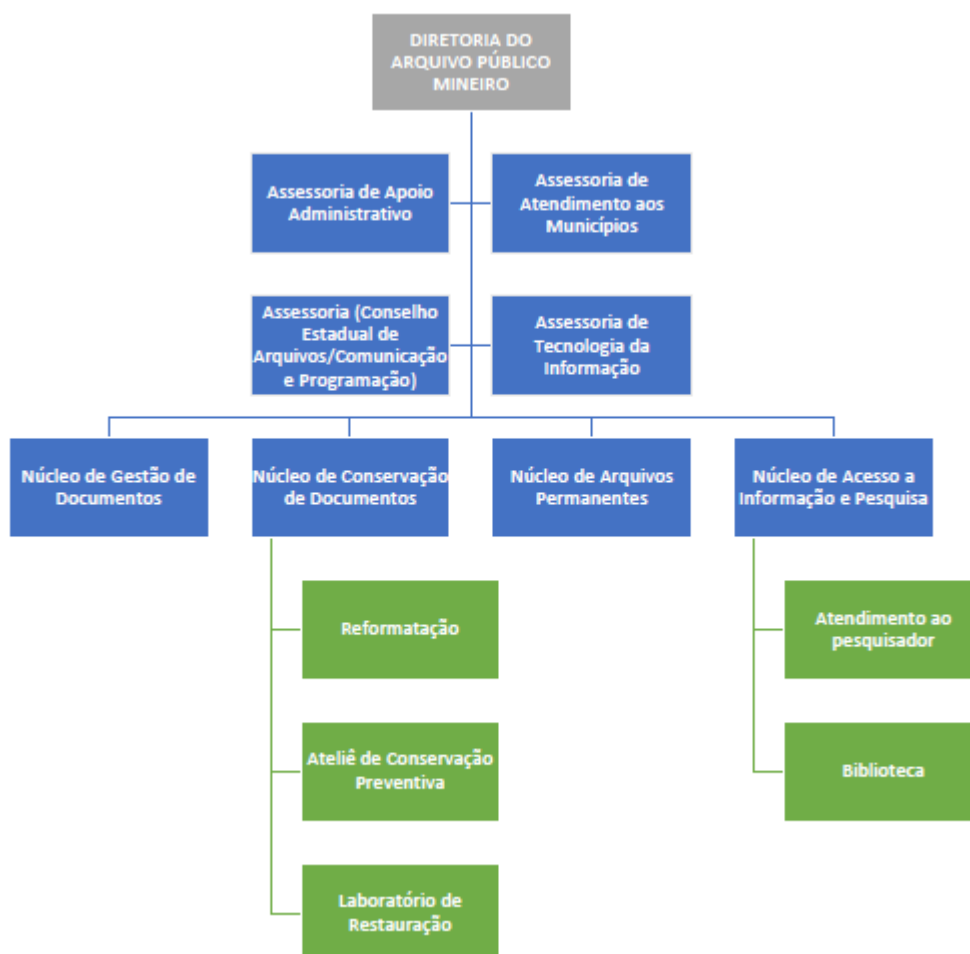 DIRETORIA DO
ARQUIVO PÚBLICO
MINEIRO
Assessoria de Apoio
Administrativo
Assessoria de
Atendimento aos
Municípios
Assessoria (Conselho
Estadual de
Arquivos/Comunicação
e Programação)
Assessoria de
Tecnologia da
Informação
Núcleo de Gestão de
Documentos
Núcleo de Conservação
de Documentos
Núcleo de Arquivos
Permanentes
Núcleo de Acesso a
Informação e Pesquisa
Reformatação
Ateliê de Conservação
Preventiva
Laboratório de
Restauração
Atendimento ao
pesquisador
Biblioteca